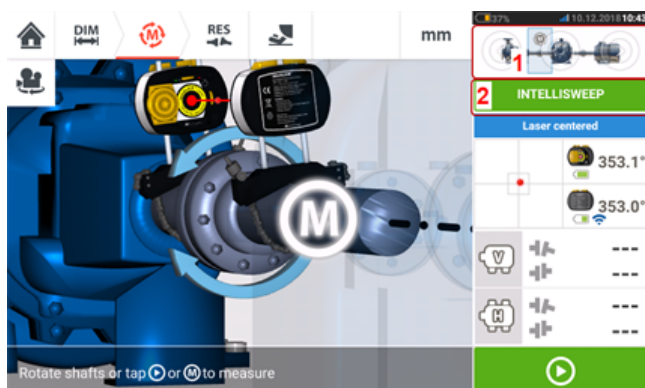 DIM
M
RES
mm
37%
10.12.2018 10:43
1
2
INTELLISWEEP
Laser centered
353.1°
353.0°
M
V
---
---
H
---
---
Rotate shafts or tap or M to measure